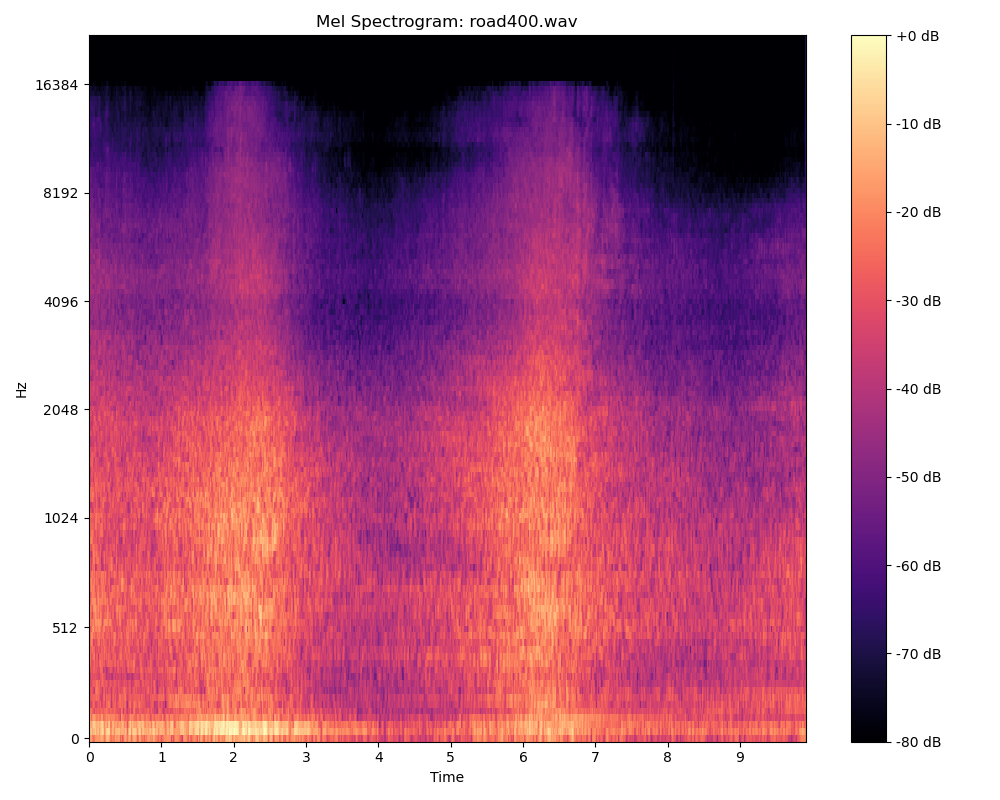 Mel Spectrogram: road400.wav
16384
8192
4096
2048
1024
512
0
Hz
0 1 2 3 4 5 6 7 8 9
Time
+0 dB
-10 dB
-20 dB
-30 dB
-40 dB
-50 dB
-60 dB
-70 dB
-80 dB